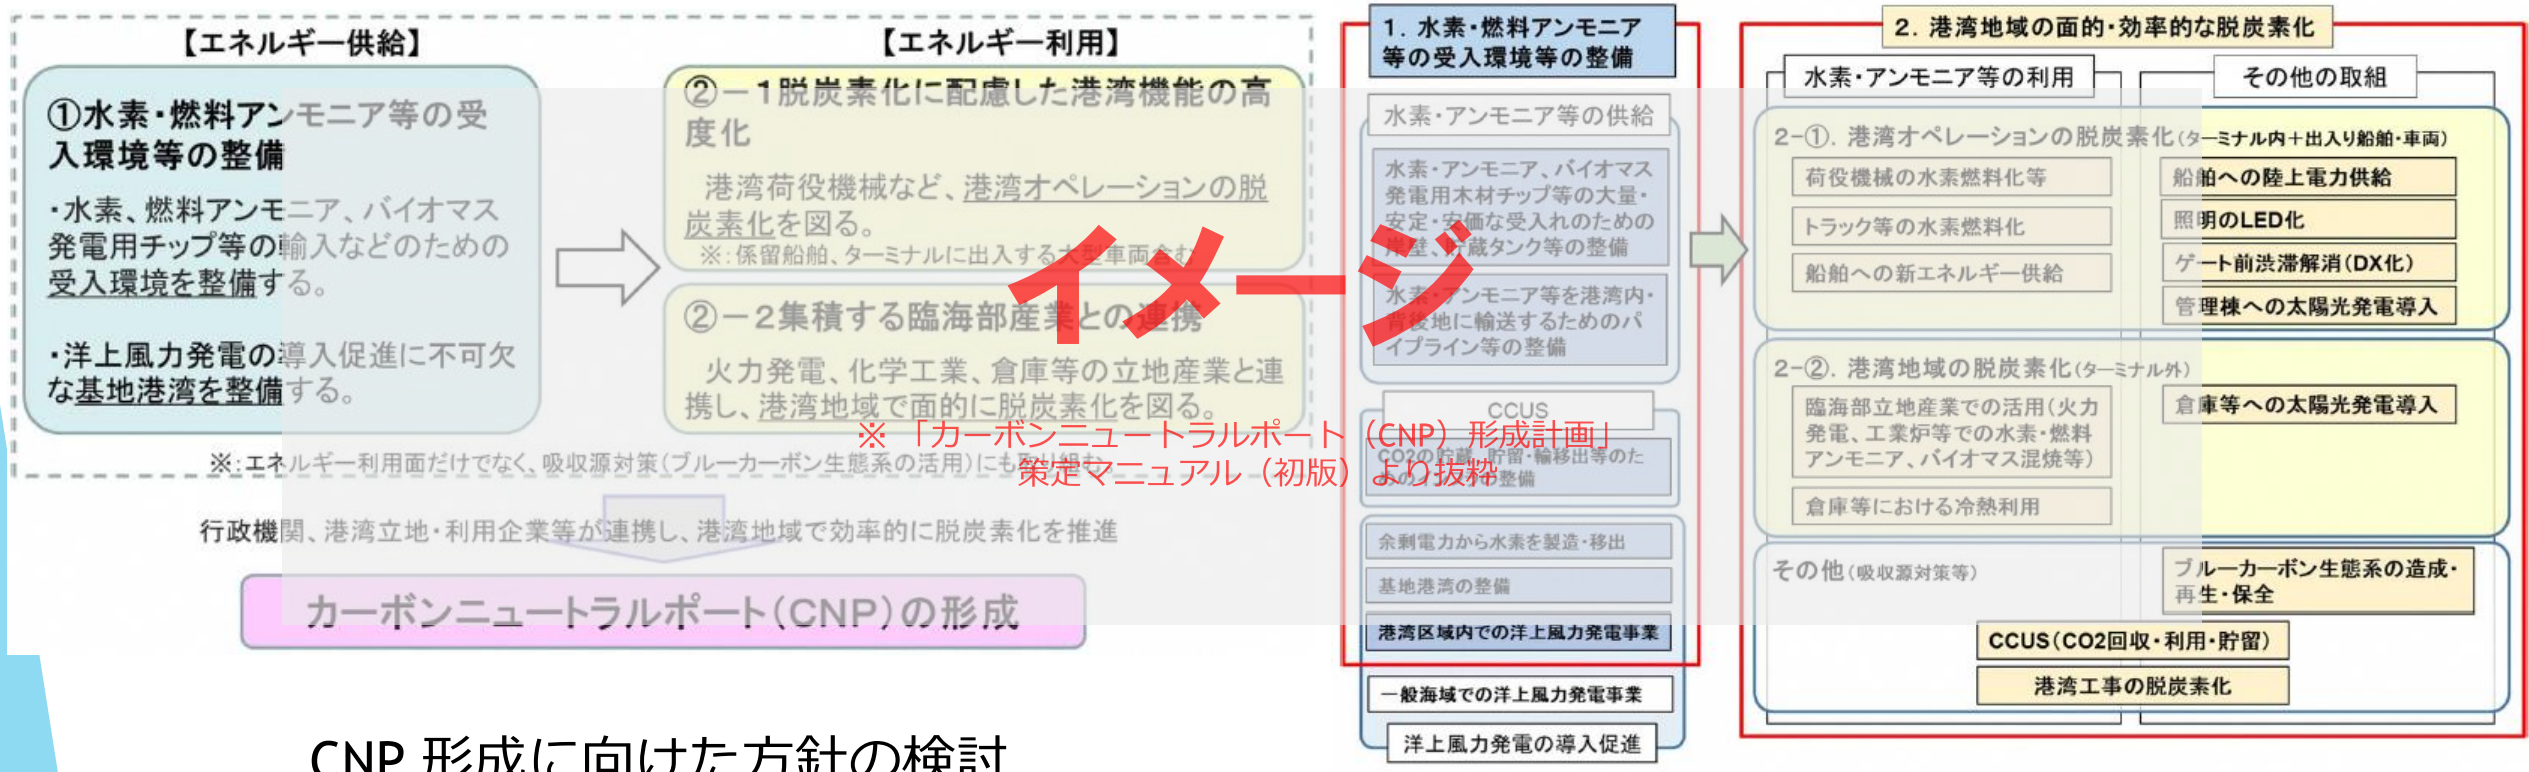 【エネルギー供給】
①水素・燃料アンモニア等の受
入環境等の整備
・水素、燃料アンモニア、バイオマス
発電用チップ等の輸入などのための
受入環境を整備する。
・洋上風力発電の導入促進に不可欠
な基地港湾を整備する。
【エネルギー利用】
②－1脱炭素化に配慮した港湾機能の高
度化
港湾荷役機械など、港湾オペレーションの脱
炭素化を図る。
※：係留船舶、ターミナルに出入する大型車両含む
②－2集積する臨海部産業との連携
火力発電、化学工業、倉庫等の立地産業と連
携し、港湾地域で面的に脱炭素化を図る。
※：エネルギー利用面だけでなく、吸収源対策（ブルーカーボン生態系の活用）にも取り組む
行政機関、港湾立地・利用企業等が連携し、港湾地域で効率的に脱炭素化を推進
カーボンニュートラルポート（CNP）の形成
イメージ
※ 「カーボンニュートラルポート（CNP）形成計画」
策定マニュアル（初版）より抜粋
1. 水素・燃料アンモニア
等の受入環境等の整備
水素・アンモニア等の供給
水素・アンモニア、バイオマス
発電用木材チップ等の大量・
安定・安価な受入れのための
岸壁、貯蔵タンク等の整備
水素・アンモニア等を港湾内・
背後地に輸送するためのパ
イプライン等の整備
CCUS
CO2の貯蔵、貯留・輸移出等のた
めの
の整備
余剰電力から水素を製造・移出
基地港湾の整備
港湾区域内での洋上風力発電事業
一般海域での洋上風力発電事業
洋上風力発電の導入促進
2. 港湾地域の面的・効率的な脱炭素化
水素・アンモニア等の利用
その他の取組
2-①. 港湾オペレーションの脱炭素化（ターミナル内＋出入り船舶・車両）
荷役機械の水素燃料化等
トラック等の水素燃料化
船舶への新エネルギー供給
船舶への陸上電力供給
照明のLED化
ゲート前渋滞解消（DX化）
管理棟への太陽光発電導入
2-②. 港湾地域の脱炭素化（ターミナル外）
臨海部立地産業での活用（火力
発電、工業炉等での水素・燃料
アンモニア、バイオマス混焼等）
倉庫等における冷熱利用
倉庫等への太陽光発電導入
その他（吸収源対策等）
ブルーカーボン生態系の造成・
再生・保全
CCUS（CO2回収・利用・貯留）
港湾工事の脱炭素化
CNP 形成に向けた方針の検討